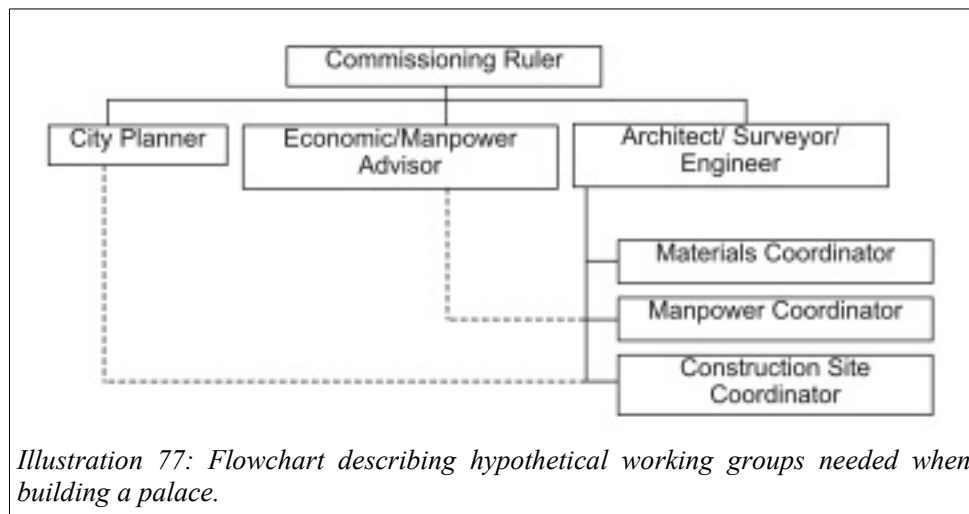 Commissioning Ruler
City Planner
Economic/Manpower
Advisor
Architect/ Surveyor/
Engineer
Materials Coordinator
Manpower Coordinator
Construction Site
Coordinator
Illustration 77: Flowchart describing hypothetical working groups needed when
building a palace.